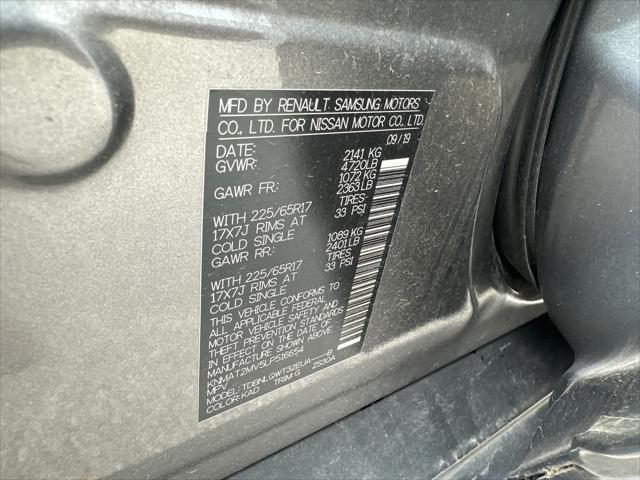 MFD BY RENAULT SAMSUNG MOTORS
CO., LTD. FOR NISSAN MOTOR CO., LTD.
DATE: 09/19
GVWR: 2141 KG
4720LB
GAWR FR: 1072 KG
2363LB
WITH 225/65R17 TIRES
17X7J RIMS AT 33 PSI
COLD SINGLE
GAWR RR: 1089 KG
2401LB
WITH 225/65R17 TIRES
17X7J RIMS AT 33 PSI
COLD SINGLE
THIS VEHICLE CONFORMS TO
ALL APPLICABLE FEDERAL
MOTOR VEHICLE SAFETY AND
THEFT PREVENTION STANDARDS
IN EFFECT ON THE DATE OF
MANUFACTURE SHOWN ABOVE.
KNMAT2MV5LP516654
MPV
MODEL: TDBNLGWT32EUA----B
COLOR: KAD TRIM: G 2S30A